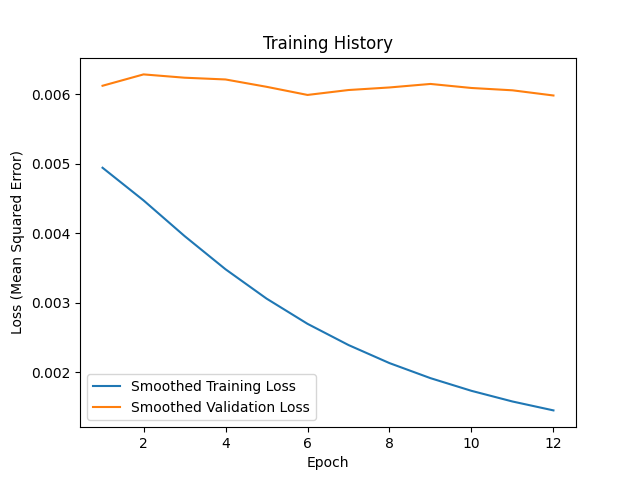 Training History
Loss (Mean Squared Error)
0.006
0.005
0.004
0.003
0.002
Smoothed Training Loss
Smoothed Validation Loss
2 4 6 8 10 12
Epoch